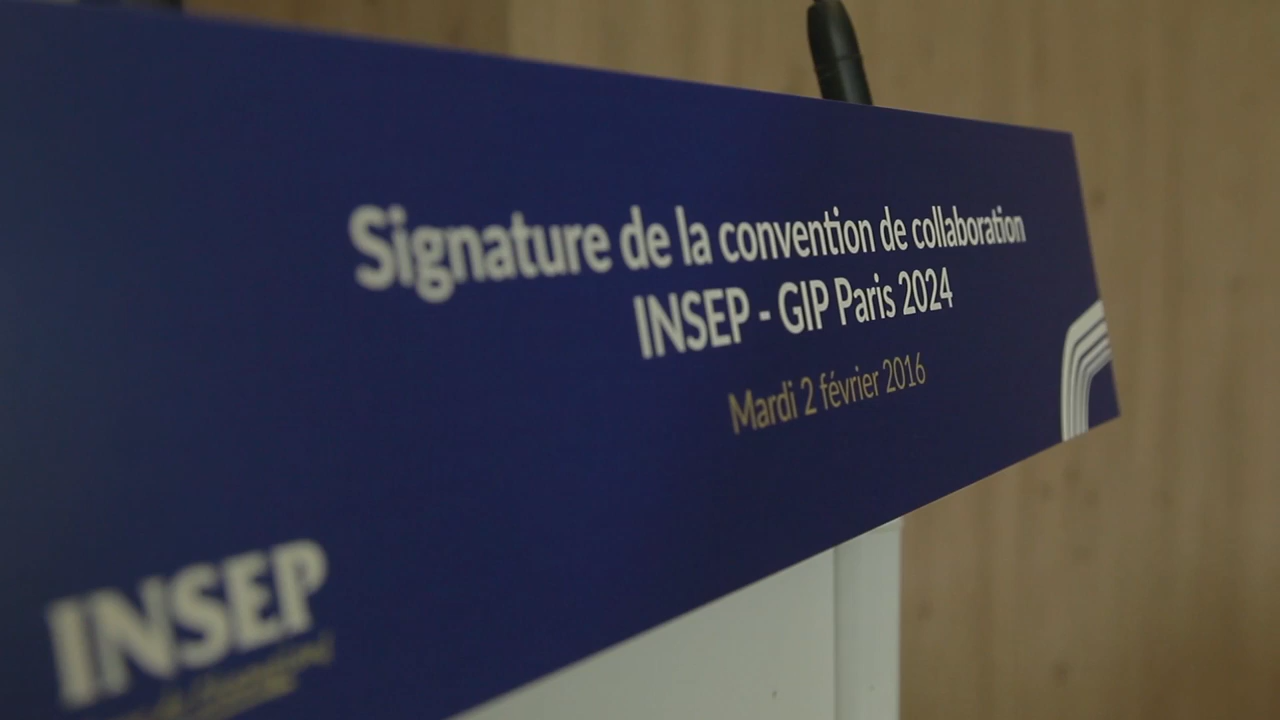 Signature de la convention de collaboration
INSEP - GIP Paris 2024
Mardi 2 février 2016
INSEP